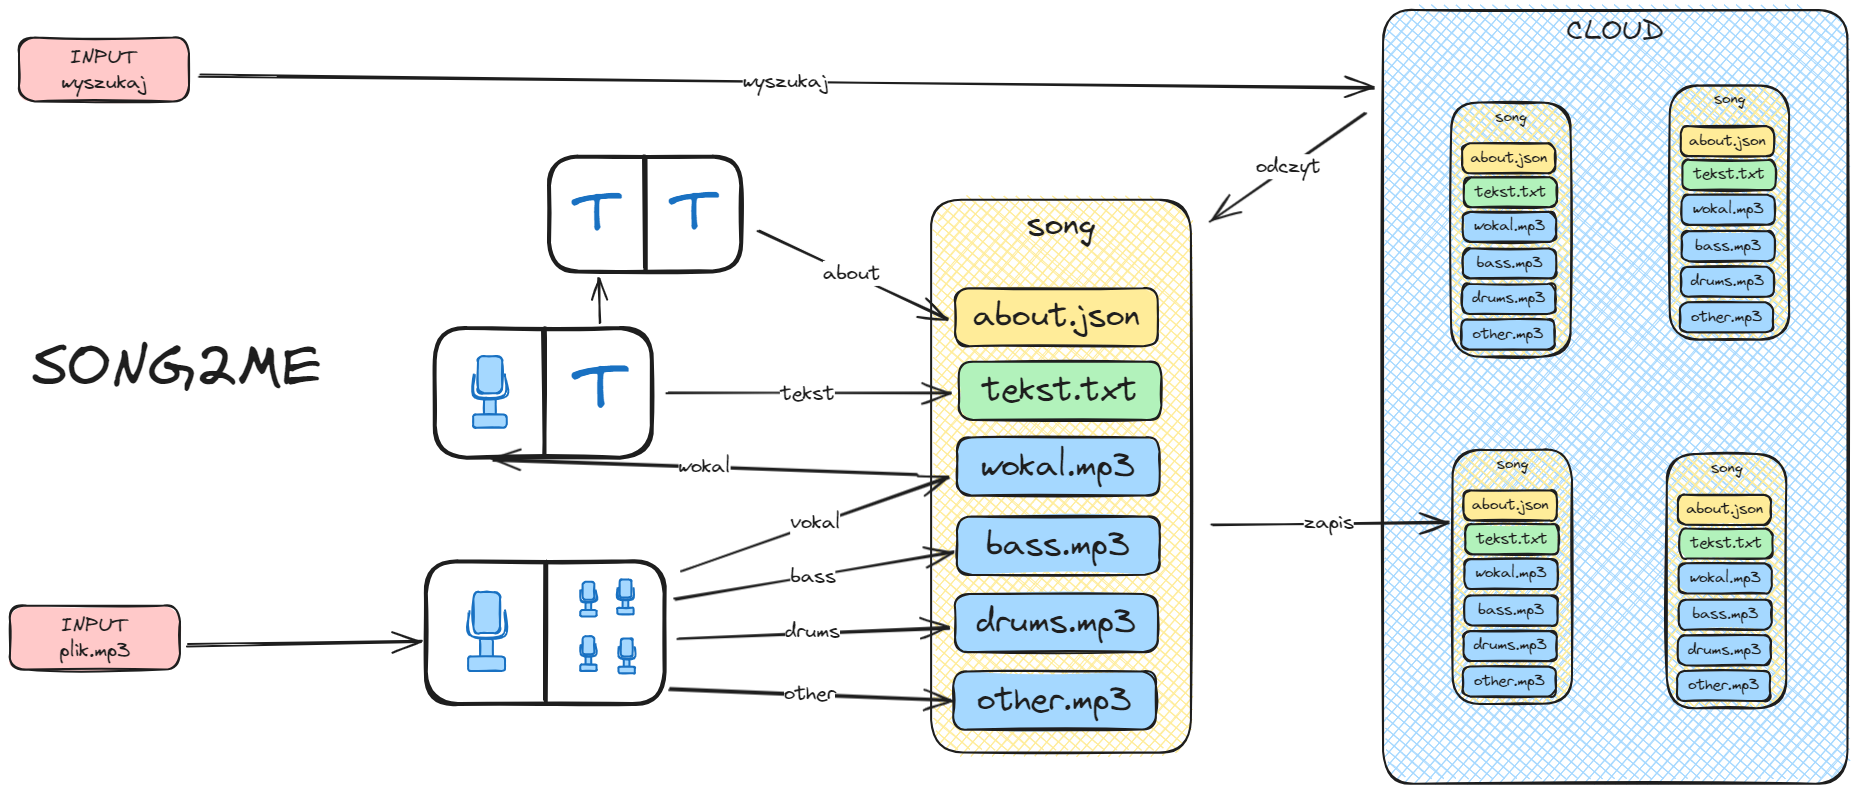 INPUT
wyszukaj
wyszukaj
CLOUD
odczyt
SONG2ME
T
T
about
T
tekst
wokal
vokal
bass
drums
other
INPUT
plik.mp3
song
about.json
tekst.txt
wokal.mp3
bass.mp3
drums.mp3
other.mp3
zapis
song
about.json
tekst.txt
wokal.mp3
bass.mp3
drums.mp3
other.mp3
song
about.json
tekst.txt
wokal.mp3
bass.mp3
drums.mp3
other.mp3
song
about.json
tekst.txt
wokal.mp3
bass.mp3
drums.mp3
other.mp3
song
about.json
tekst.txt
wokal.mp3
bass.mp3
drums.mp3
other.mp3